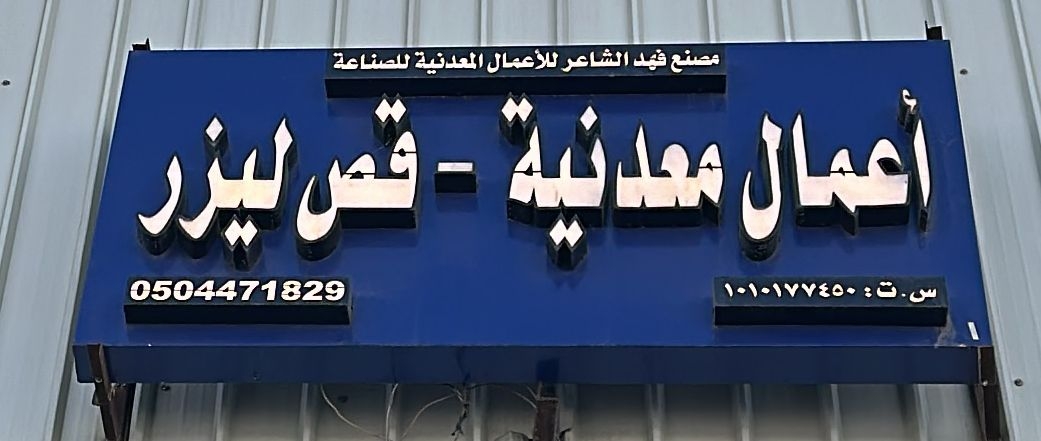 مصنع فهد الشاعر للأعمال المعدنية للصناعة
أعمال معدنية - قص ليزر
س.ت: ١٠١٠١٧٧٤٥٠
0504471829